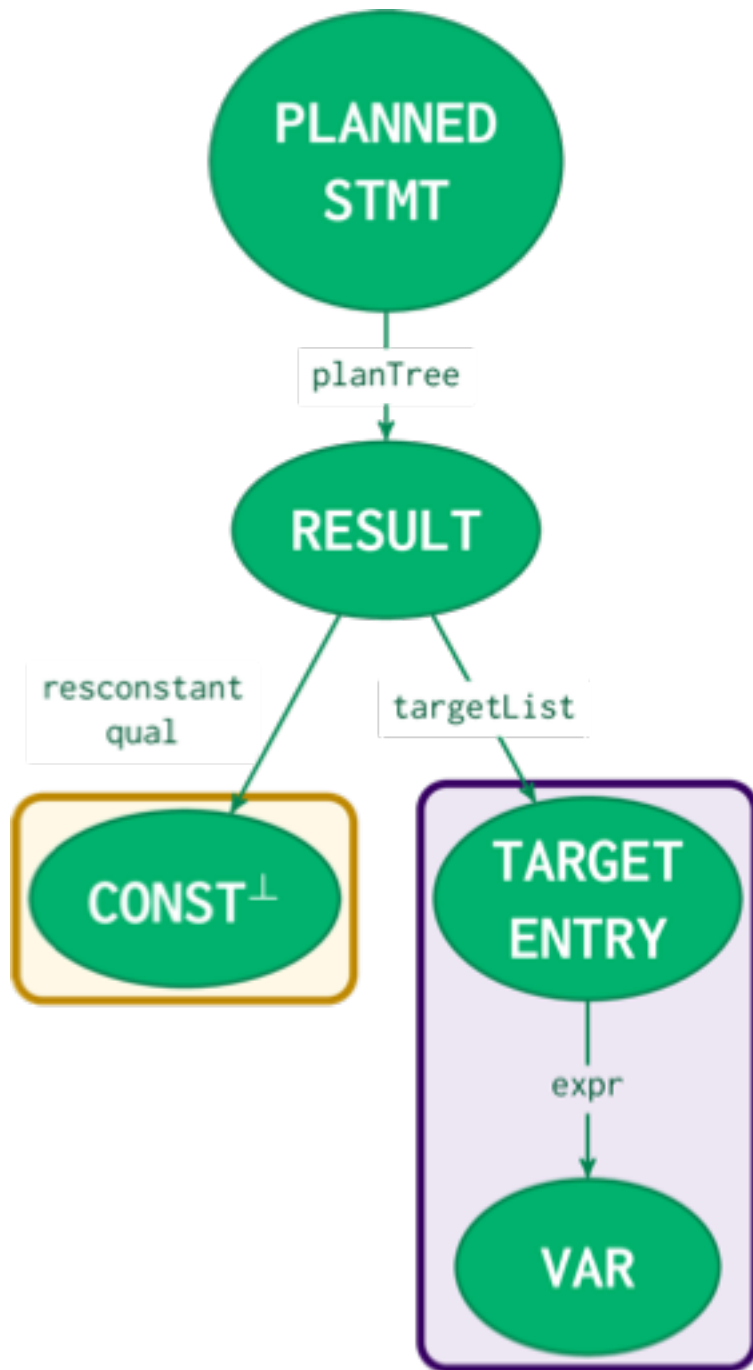 PLANNED
STMT
planTree
RESULT
resconstant
qual
targetList
CONST⊥
TARGET
ENTRY
expr
VAR